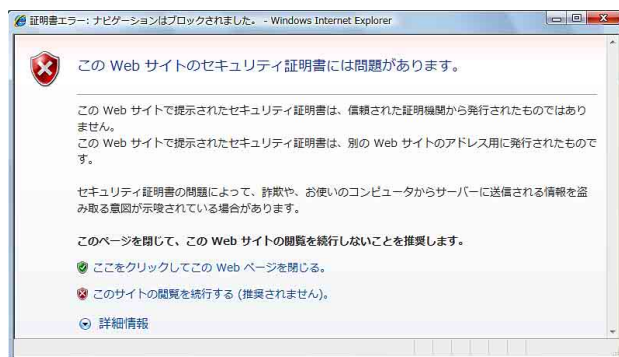 証明書エラー: ナビゲーションはブロックされました。 - Windows Internet Explorer
この Web サイトのセキュリティ証明書には問題があります。
この Web サイトで提示されたセキュリティ証明書は、信頼された証明機関から発行されたものではあり
ません。
この Web サイトで提示されたセキュリティ証明書は、別の Web サイトのアドレス用に発行されたもので
す。
セキュリティ証明書の問題によって、詐欺や、お使いのコンピュータからサーバーに送信される情報を盗
み取る意図が示唆されている場合があります。
このページを閉じて、この Web サイトの閲覧を続行しないことを推奨します。
ここをクリックしてこの Web ページを閉じる。
このサイトの閲覧を続行する (推奨されません)。
詳細情報